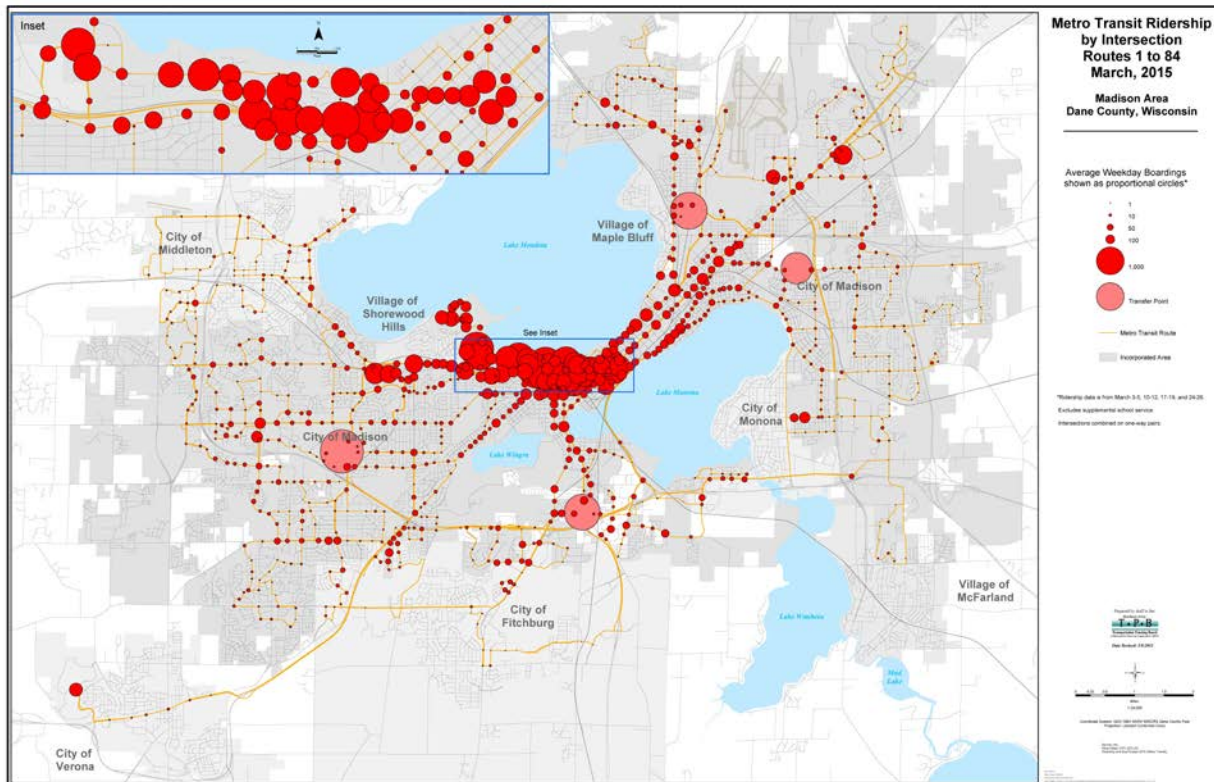 Inset
N
Metro Transit Ridership
by Intersection
Routes 1 to 84
March, 2015
Madison Area
Dane County, Wisconsin
Average Weekday Boardings
shown as proportional circles*
1
10
50
100
1,000
Transfer Point
Metro Transit Route
Incorporated Area
*Ridership data is from March 3-5, 10-12, 17-19, and 24-26.
Excludes supplemental school service
Intersections combined on one way pairs
City of
Middleton
Lake Mendota
Village of
Maple Bluff
City of Madison
Village of
Shorewood
Hills
See Inset
Lake Monona
City of
Monona
City of Madison
Lake Wingra
City of
Fitchburg
Village of
McFarland
Lake Waubesa
Mud
Lake
City of
Verona
T·P·B
Miles